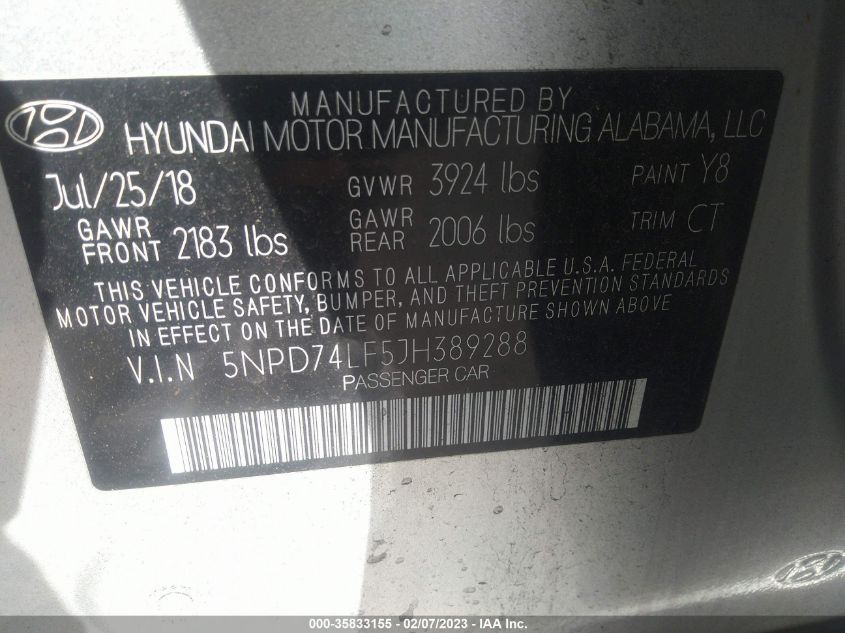 MANUFACTURED BY
HYUNDAI MOTOR MANUFACTURING ALABAMA, LLC
Jul/25/18 GVWR 3924 lbs PAINT Y8
GAWR FRONT 2183 lbs GAWR REAR 2006 lbs TRIM CT
THIS VEHICLE CONFORMS TO ALL APPLICABLE U.S.A. FEDERAL
MOTOR VEHICLE SAFETY, BUMPER, AND THEFT PREVENTION STANDARDS
IN EFFECT ON THE DATE OF MANUFACTURE SHOWN ABOVE
V.I.N 5NPD74LF5JH389288
PASSENGER CAR
000-35833155 - 02/07/2023 - IAA Inc.